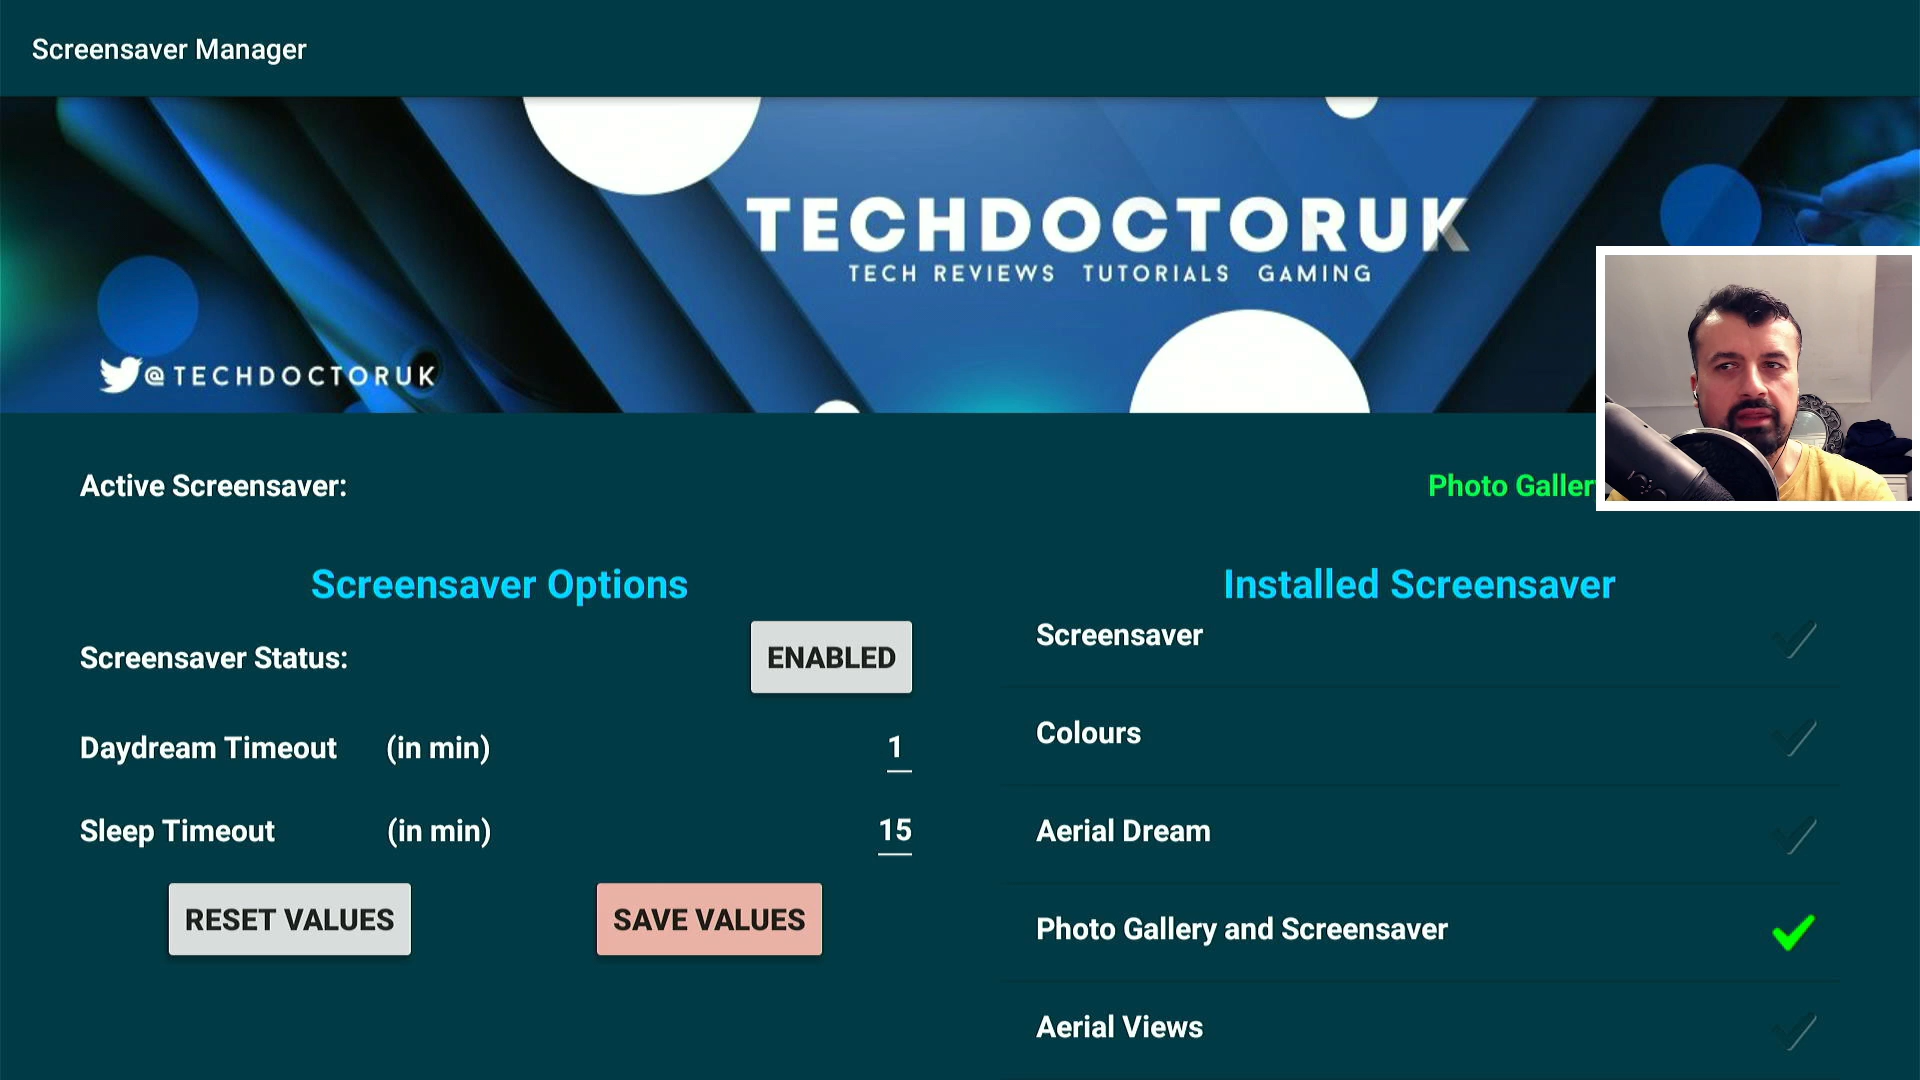 Screensaver Manager
TECHDOCTORUK
TECH REVIEWS TUTORIALS GAMING
@TECHDOCTORUK
Active Screensaver:
Photo
Screensaver Options
Installed Screensaver
Screensaver Status:
ENABLED
Screensaver
Daydream Timeout (in min) 1
Colours
Sleep Timeout (in min) 15
Aerial Dream
RESET VALUES
SAVE VALUES
Photo Gallery and Screensaver
Aerial Views